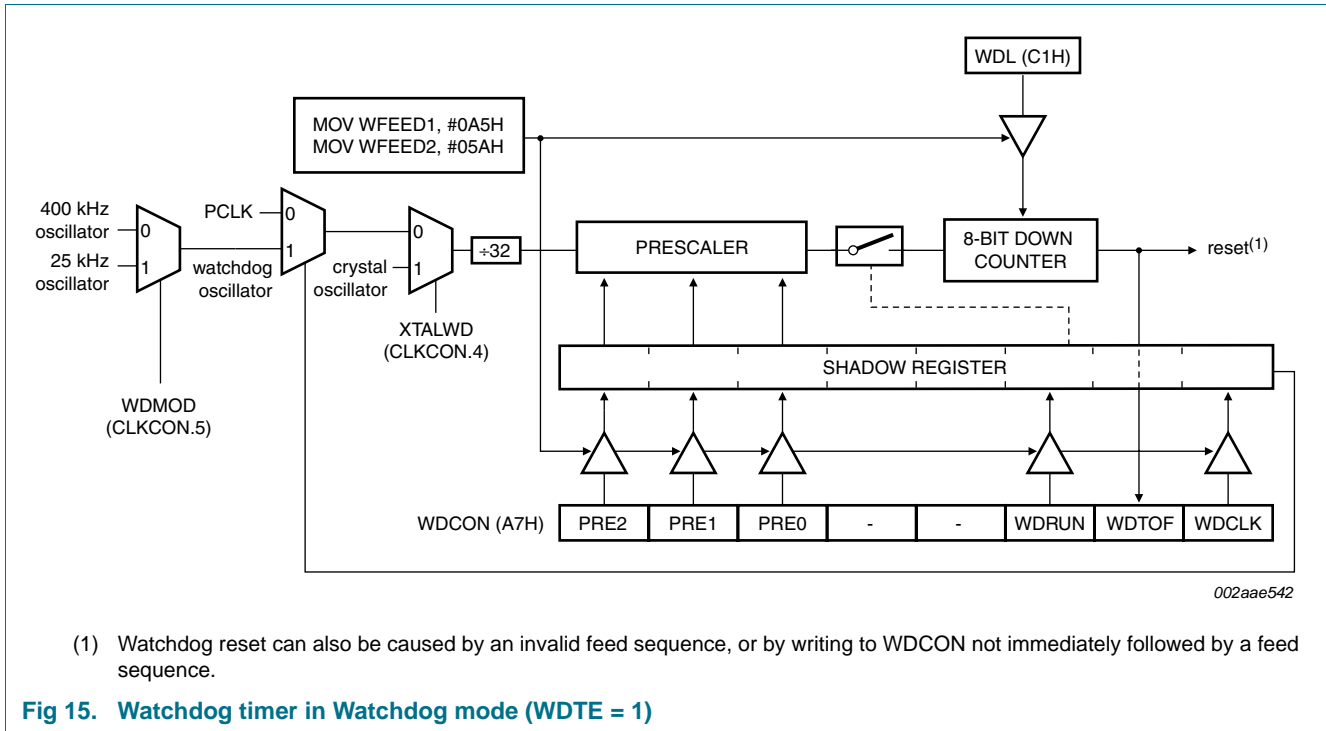 WDL (C1H)
MOV WFEED1, #0A5H
MOV WFEED2, #05AH
400 kHz
oscillator
25 kHz
oscillator
0
1
WDMOD
(CLKCON.5)
PCLK
0
1
watchdog
oscillator
0
1
crystal
oscillator
XTALWD
(CLKCON.4)
÷32
PRESCALER
8-BIT DOWN
COUNTER
reset(1)
SHADOW REGISTER
WDCON (A7H) PRE2 PRE1 PRE0 - - WDRUN WDTOF WDCLK
002aae542
(1) Watchdog reset can also be caused by an invalid feed sequence, or by writing to WDCON not immediately followed by a feed
sequence.
Fig 15. Watchdog timer in Watchdog mode (WDTE = 1)